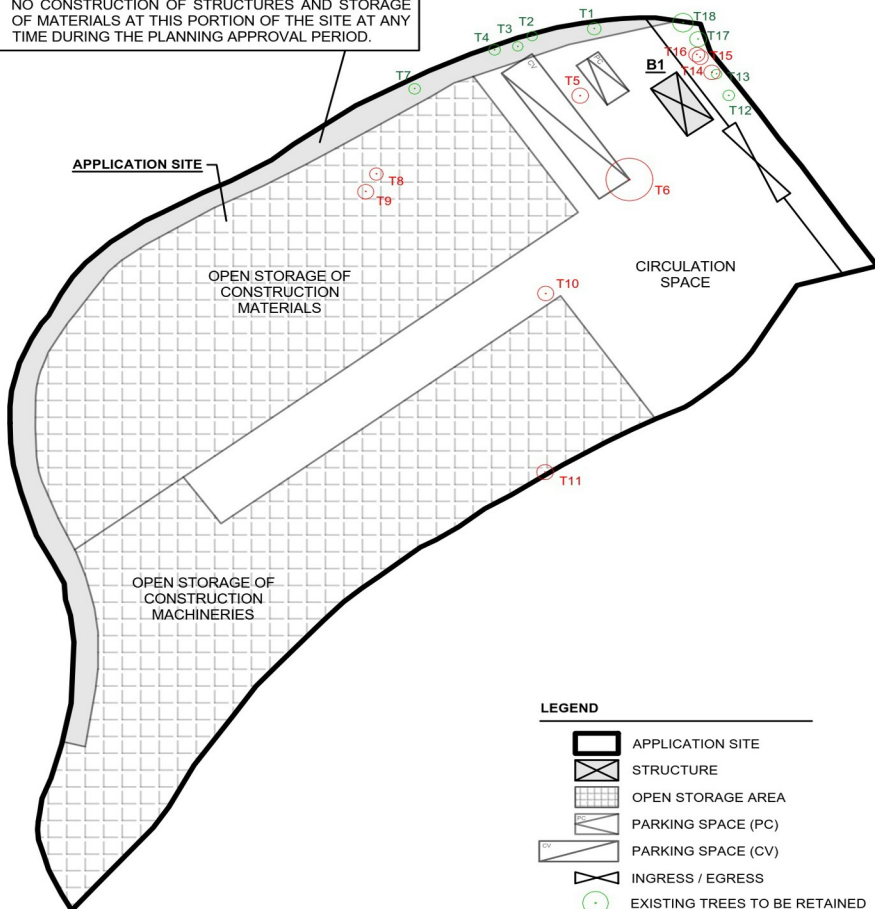 NO CONSTRUCTION OF STRUCTURES AND STORAGE
OF MATERIALS AT THIS PORTION OF THE SITE AT ANY
TIME DURING THE PLANNING APPROVAL PERIOD.
T1
T2
T3
T4
T18
T17
T16
T15
T14
T13
T12
B1
CV
PC
T5
T7
APPLICATION SITE
T8
T9
T6
OPEN STORAGE OF
CONSTRUCTION
MATERIALS
CIRCULATION
SPACE
T10
T11
OPEN STORAGE OF
CONSTRUCTION
MACHINERIES
LEGEND
APPLICATION SITE
STRUCTURE
OPEN STORAGE AREA
PC
PARKING SPACE (PC)
CV
PARKING SPACE (CV)
INGRESS / EGRESS
EXISTING TREES TO BE RETAINED